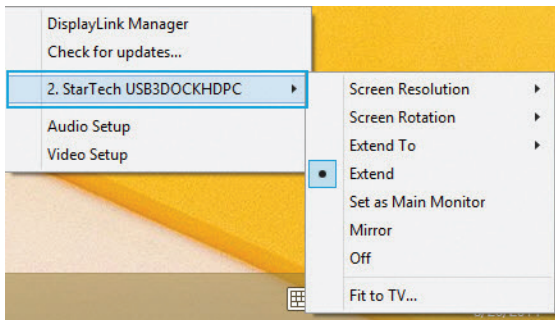 DisplayLink Manager
Check for updates...
2. StarTech USB3DOCKHDPC
Audio Setup
Video Setup
Screen Resolution
Screen Rotation
Extend To
Extend
Set as Main Monitor
Mirror
Off
Fit to TV...